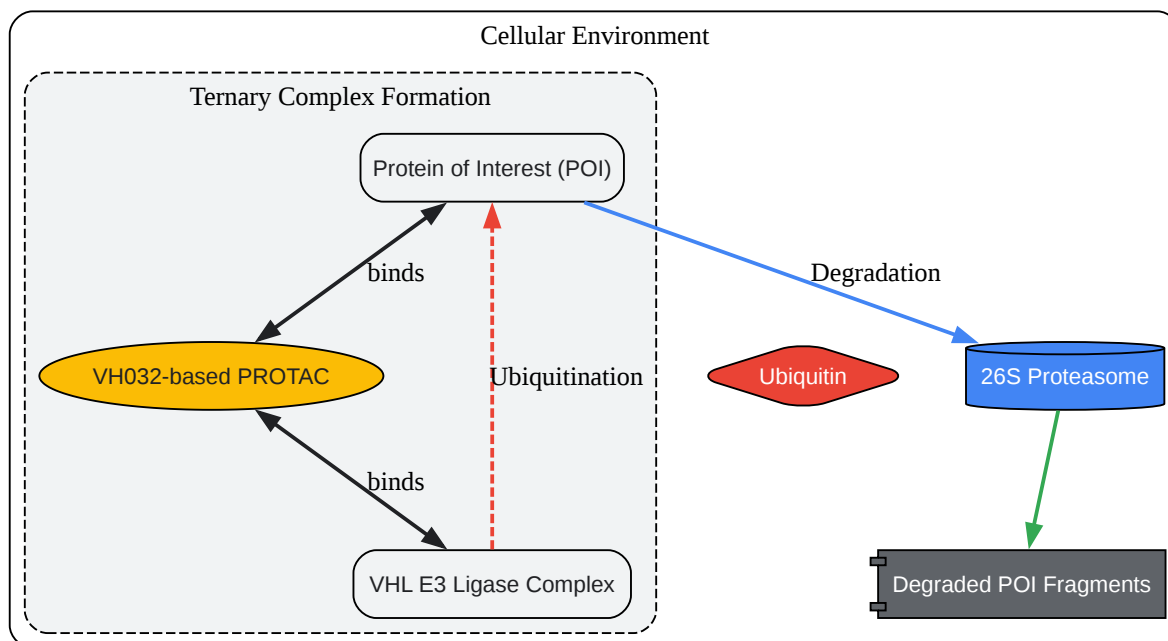 Cellular Environment
Ternary Complex Formation
Protein of Interest (POI)
binds
Degradation
VH032-based PROTAC
Ubiquitination
Ubiquitin
26S Proteasome
binds
VHL E3 Ligase Complex
Degraded POI Fragments